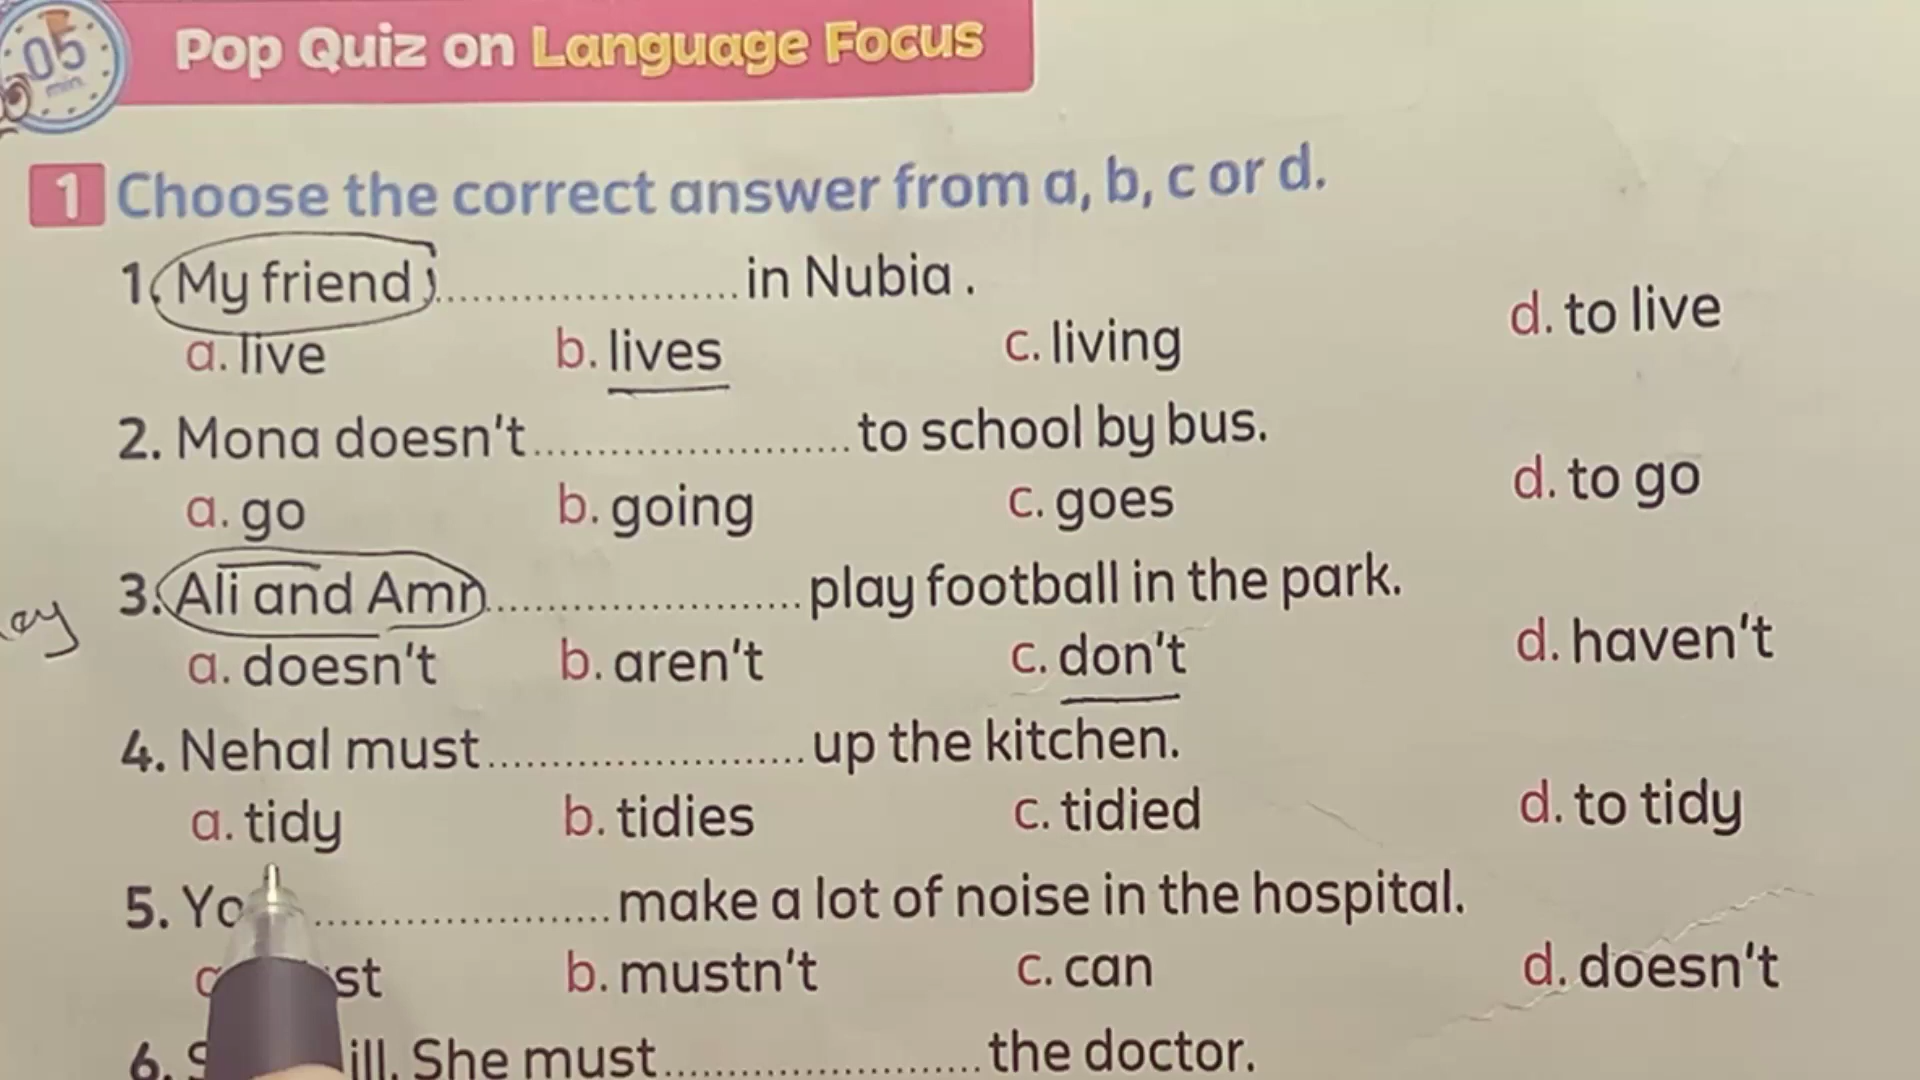 05
min.
Pop Quiz on Language Focus
1 Choose the correct answer from a, b, c or d.
1. My friend ........................ in Nubia .
a. live b. lives c. living d. to live
2. Mona doesn't ........................ to school by bus.
a. go b. going c. goes d. to go
3. Ali and Amr ........................ play football in the park.
a. doesn't b. aren't c. don't d. haven't
4. Nehal must ........................ up the kitchen.
a. tidy b. tidies c. tidied d. to tidy
5. ........................ make a lot of noise in the hospital.
b. mustn't c. can d. doesn't
6. ill. She must ........................ the doctor.